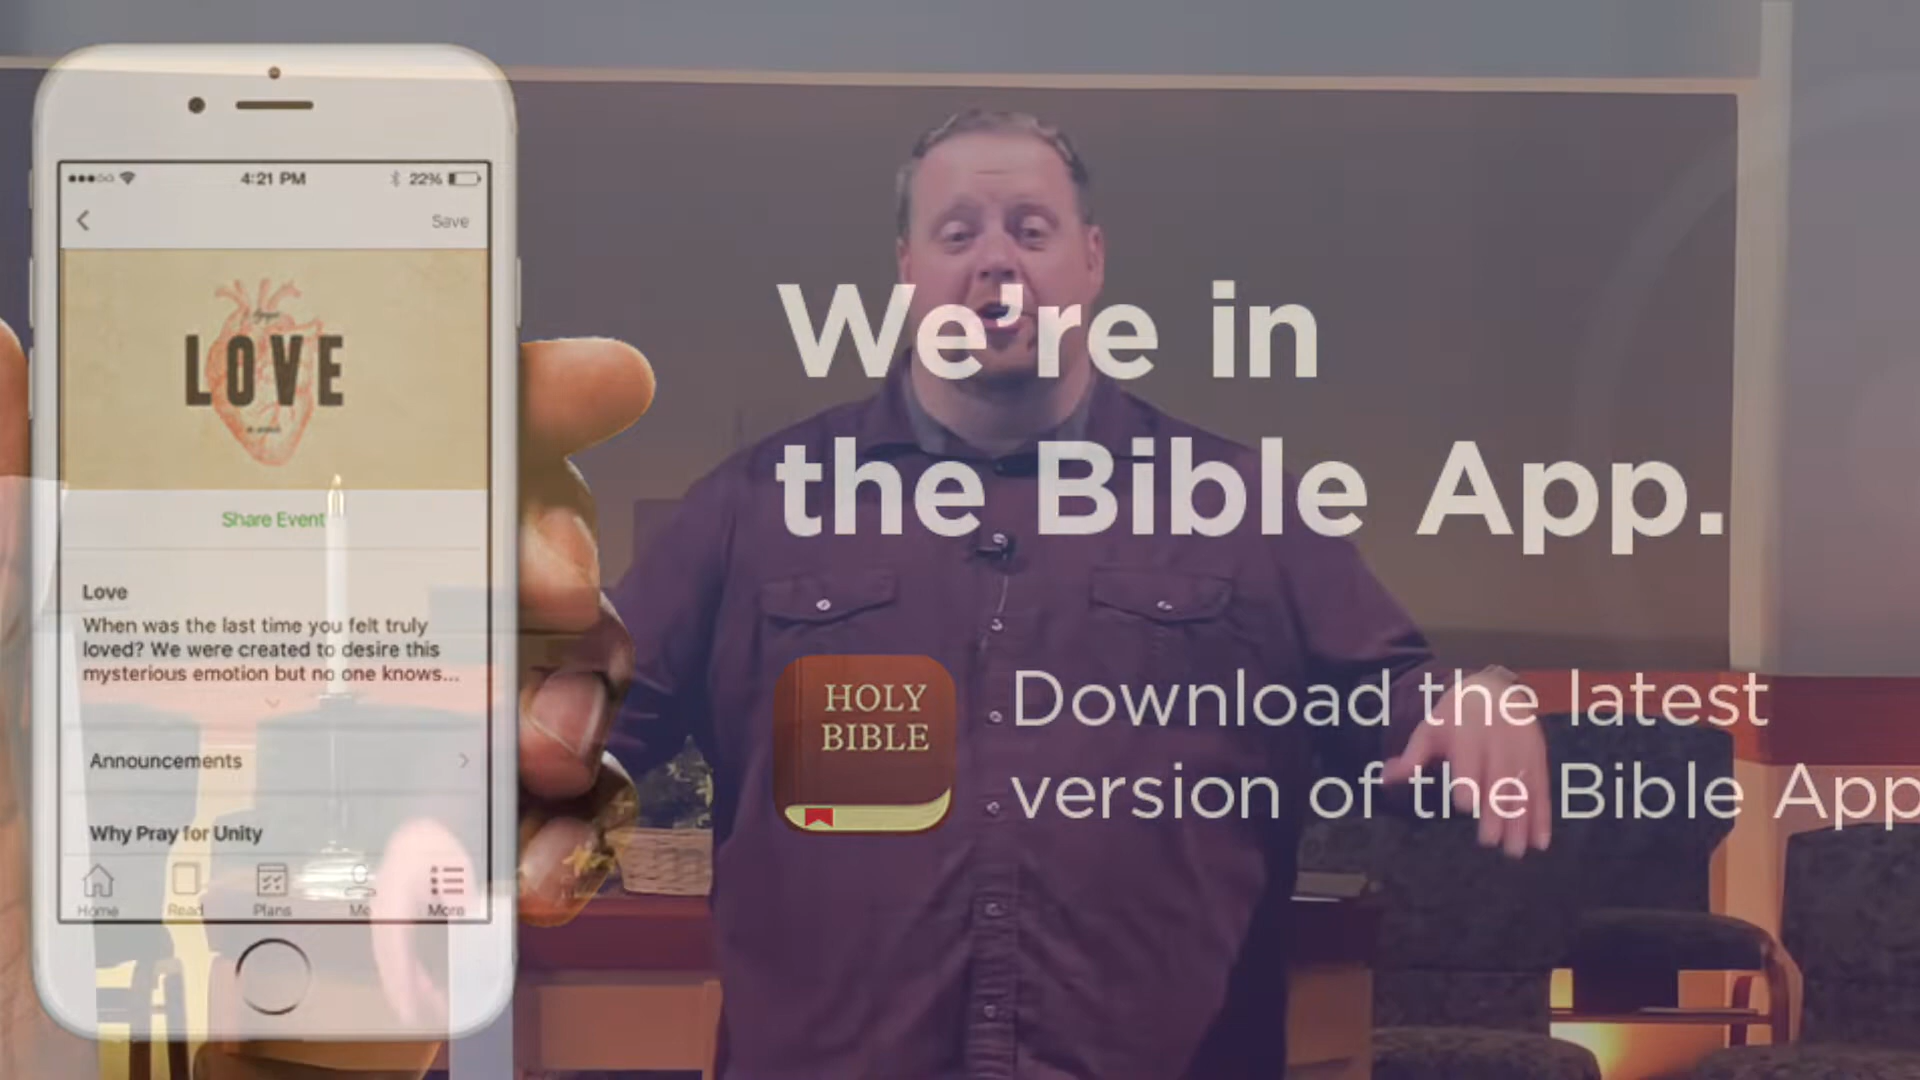 4:21 PM
22%
Save
LOVE
Share Event
Love
When was the last time you felt truly
loved? We were created to desire this
mysterious emotion but no one knows...
Announcements
Why Pray for Unity
Home
Read
Plans
Me
More
We're in
the Bible App.
HOLY
BIBLE
Download the latest
version of the Bible App